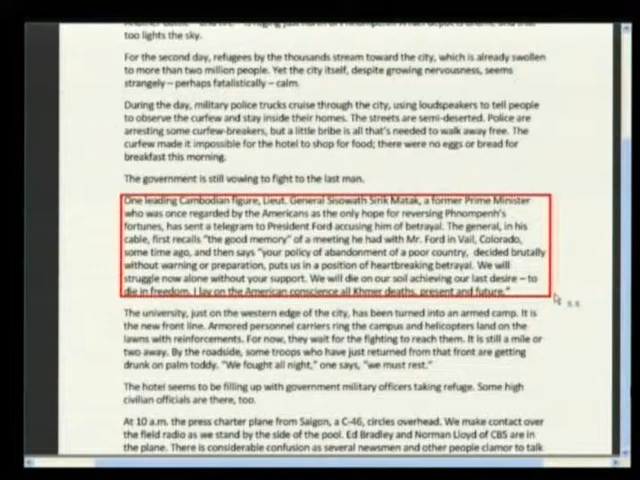 too lights the sky.
For the second day, refugees by the thousands stream toward the city, which is already swollen
to more than two million people. Yet the city itself, despite growing nervousness, seems
strangely – perhaps fatalistically – calm.
During the day, military police trucks cruise through the city, using loudspeakers to tell people
to observe the curfew and stay inside their homes. The streets are semi-deserted. Police are
arresting some curfew-breakers, but a little bribe is all that's needed to walk away free. The
curfew made it impossible for the hotel to shop for food; there were no eggs or bread for
breakfast this morning.
The government is still vowing to fight to the last man.
One leading Cambodian figure, Lieut. General Sisowath Sirik Matak, a former Prime Minister
who was once regarded by the Americans as the only hope for reversing Phnompenh's
fortunes, has sent a telegram to President Ford accusing him of betrayal. The general, in his
cable, first recalls "the good memory" of a meeting he had with Mr. Ford in Vail, Colorado,
some time ago, and then says "your policy of abandonment of a poor country, decided brutally
without warning or preparation, puts us in a position of heartbreaking betrayal. We will
struggle now alone without your support. We will die on our soil achieving our last desire – to
die in freedom. I lay on the American conscience all Khmer deaths, present and future."
The university, just on the western edge of the city, has been turned into an armed camp. It is
the new front line. Armored personnel carriers ring the campus and helicopters land on the
lawns with reinforcements. For now, they wait for the fighting to reach them. It is still a mile or
two away. By the roadside, some troops who have just returned from that front are getting
drunk on palm toddy. "We fought all night," one says, "we must rest."
The hotel seems to be filling up with government military officers taking refuge. Some high
civilian officials are there, too.
At 10 a.m. the press charter plane from Saigon, a C-46, circles overhead. We make contact over
the field radio as we stand by the side of the pool. Ed Bradley and Norman Lloyd of CBS are in
the plane. There is considerable confusion as several newsmen and other people clamor to talk